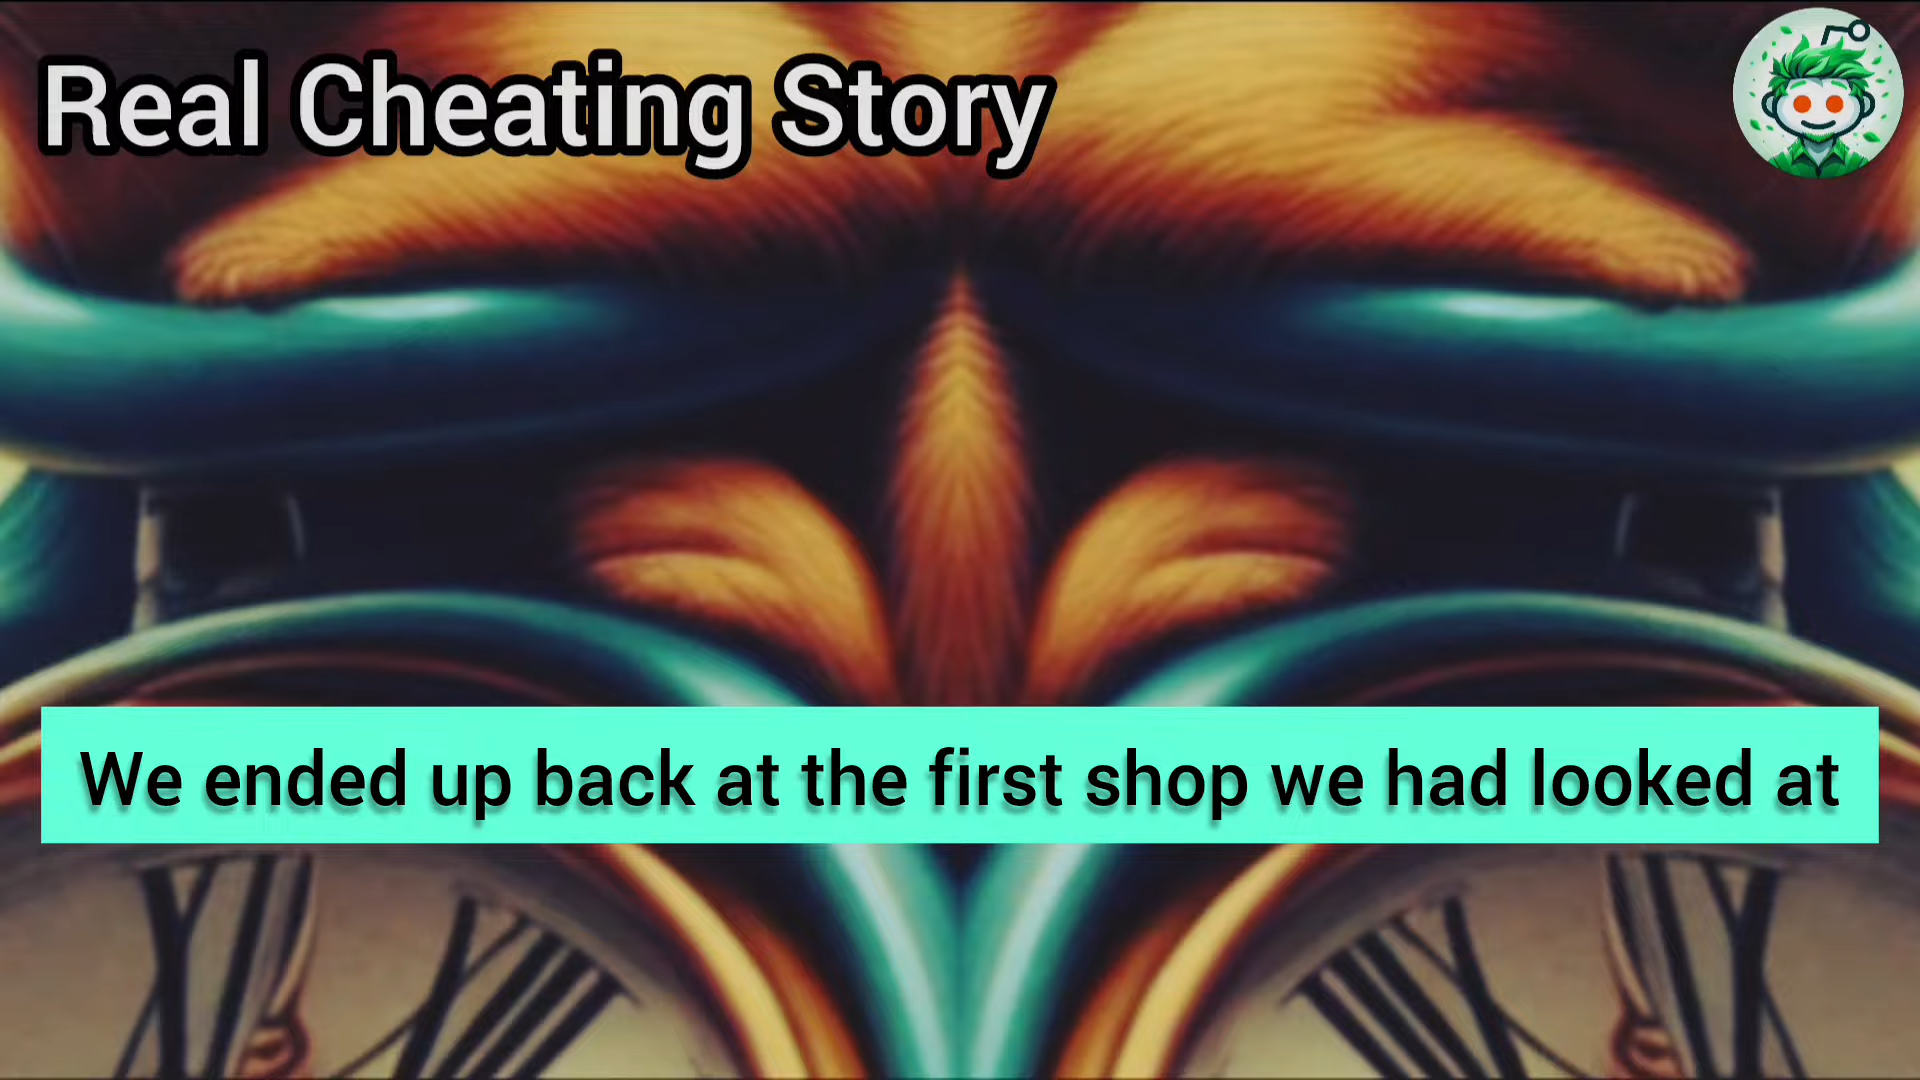 Real Cheating Story
We ended up back at the first shop we had looked at